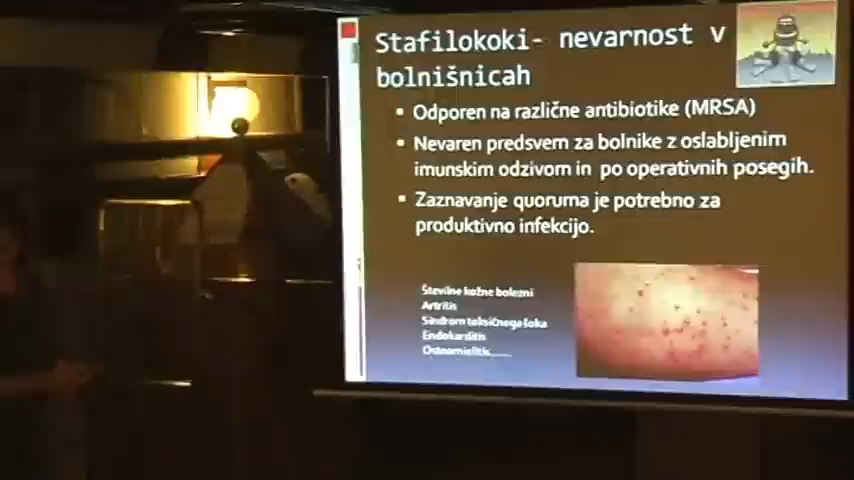 Stafilokoki- nevarnost v
bolnišnicah
Odporen na različne antibiotike (MRSA)
Nevaren predsvem za bolnike z oslabljenim
imunskim odzivom in po operativnih posegih.
Zaznavanje quoruma je potrebno za
produktivno infekcijo.
Številne kožne bolezni
Artritis
Sindrom toksičnega šoka
Endokarditis
Osteomielitis